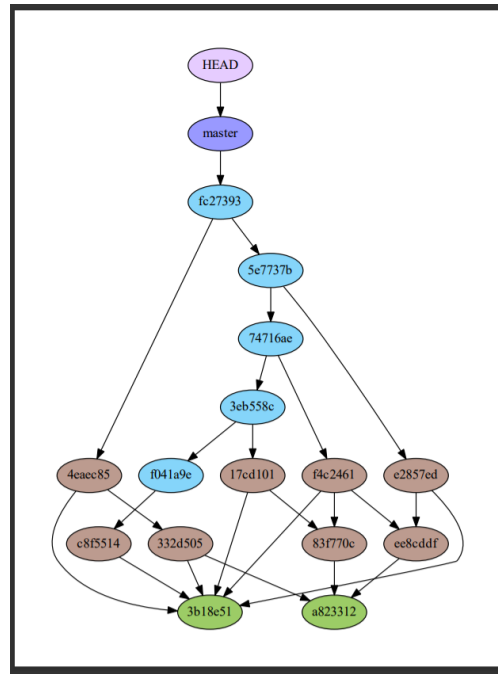 HEAD
master
fc27393
5e7737b
74716ae
3eb558c
4eaec85 f041a9e 17cd101 f4c2461 e2857ed
c8f5514 332d505 83f770c ee8cddf
3b18e51 a823312